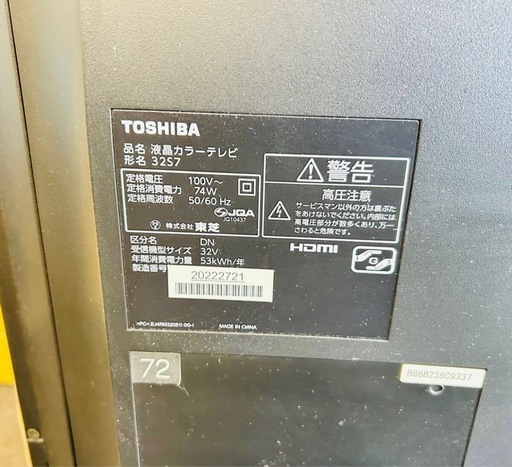 TOSHIBA
品名 液晶カラーテレビ
形名 32S7
定格電圧 100V~
定格消費電力 74W
定格周波数 50/60 Hz
JQA
JQ10437
株式会社 東芝
区分名 DN
受信機型サイズ 32V
年間消費電力量 53kWh/年
製造番号
20222721
警告
高圧注意
サービスマン以外の方は裏ぶたをあけないでください。内部には高電圧部分が数多くあり、万一さわると危険です。
HDMI
G
MADE IN CHINA
72
B86B238C9337